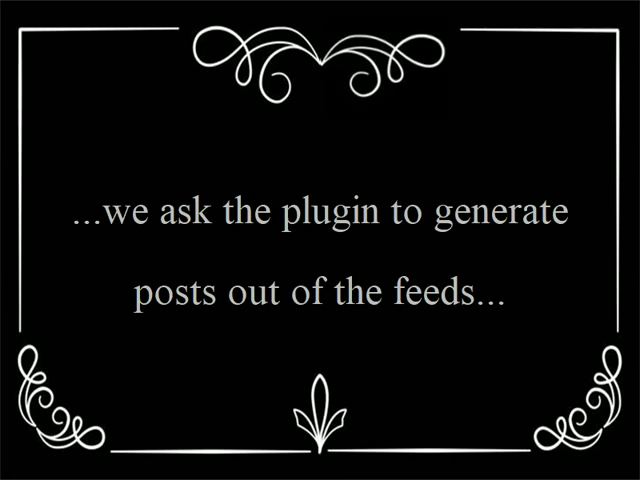 ...we ask the plugin to generate
posts out of the feeds...